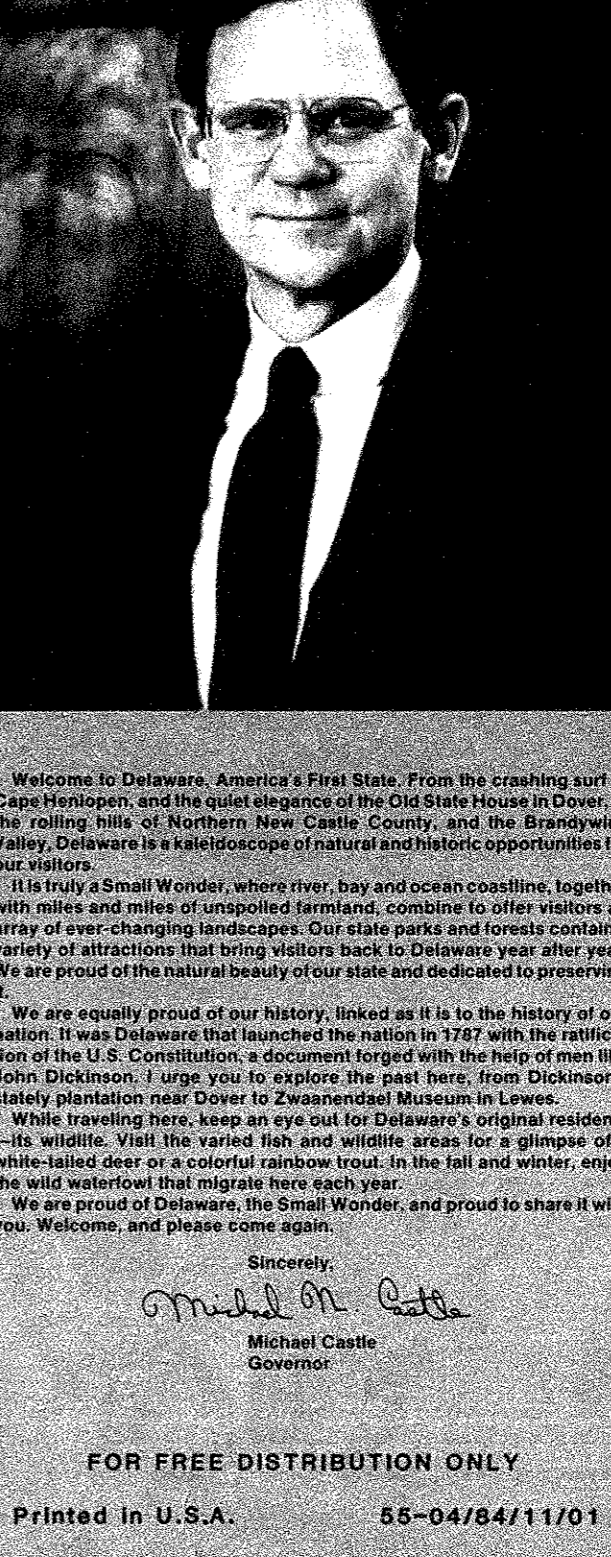 Welcome to Delaware, America's First State. From the crashing surf
Cape Henlopen, and the quiet elegance of the Old State House in Dover,
the rolling hills of Northern New Castle County, and the Brandywi
Valley, Delaware is a kaleidoscope of natural and historic opportunities f
our visitors.
It is truly a Small Wonder, where river, bay and ocean coastline, togeth
with miles and miles of unspoiled farmland, combine to offer visitors a
array of ever-changing landscapes. Our state parks and forests contain
variety of attractions that bring visitors back to Delaware year after yea
We are proud of the natural beauty of our state and dedicated to preservin
t.
We are equally proud of our history, linked as it is to the history of o
nation. It was Delaware that launched the nation in 1787 with the ratific
ion of the U.S. Constitution, a document forged with the help of men li
John Dickinson. I urge you to explore the past here, from Dickinson
stately plantation near Dover to Zwaanendael Museum in Lewes.
While traveling here, keep an eye out for Delaware's original residen
—its wildlife. Visit the varied fish and wildlife areas for a glimpse of
white-tailed deer or a colorful rainbow trout. In the fall and winter, enj
the wild waterfowl that migrate here each year.
We are proud of Delaware, the Small Wonder, and proud to share it wi
you. Welcome, and please come again.
Sincerely,
Michael N. Castle
Michael Castle
Governor
FOR FREE DISTRIBUTION ONLY
Printed in U.S.A. 55-04/84/11/01